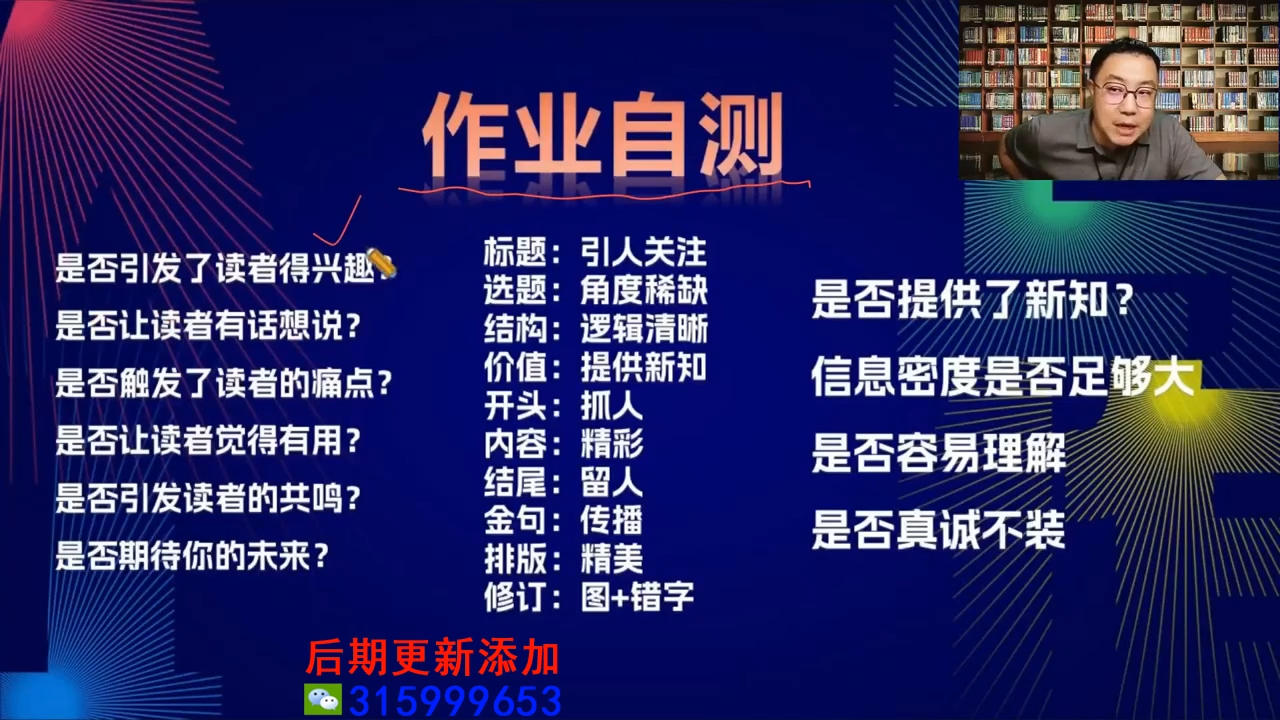 作业自测
是否引发了读者得兴趣?
是否让读者有话想说?
是否触发了读者的痛点?
是否让读者觉得有用?
是否引发读者的共鸣?
是否期待你的未来?
标题：引人关注
选题：角度稀缺
结构：逻辑清晰
价值：提供新知
开头：抓人
内容：精彩
结尾：留人
金句：传播
排版：精美
修订：图+错字
是否提供了新知?
信息密度是否足够大
是否容易理解
是否真诚不装
后期更新添加
315999653